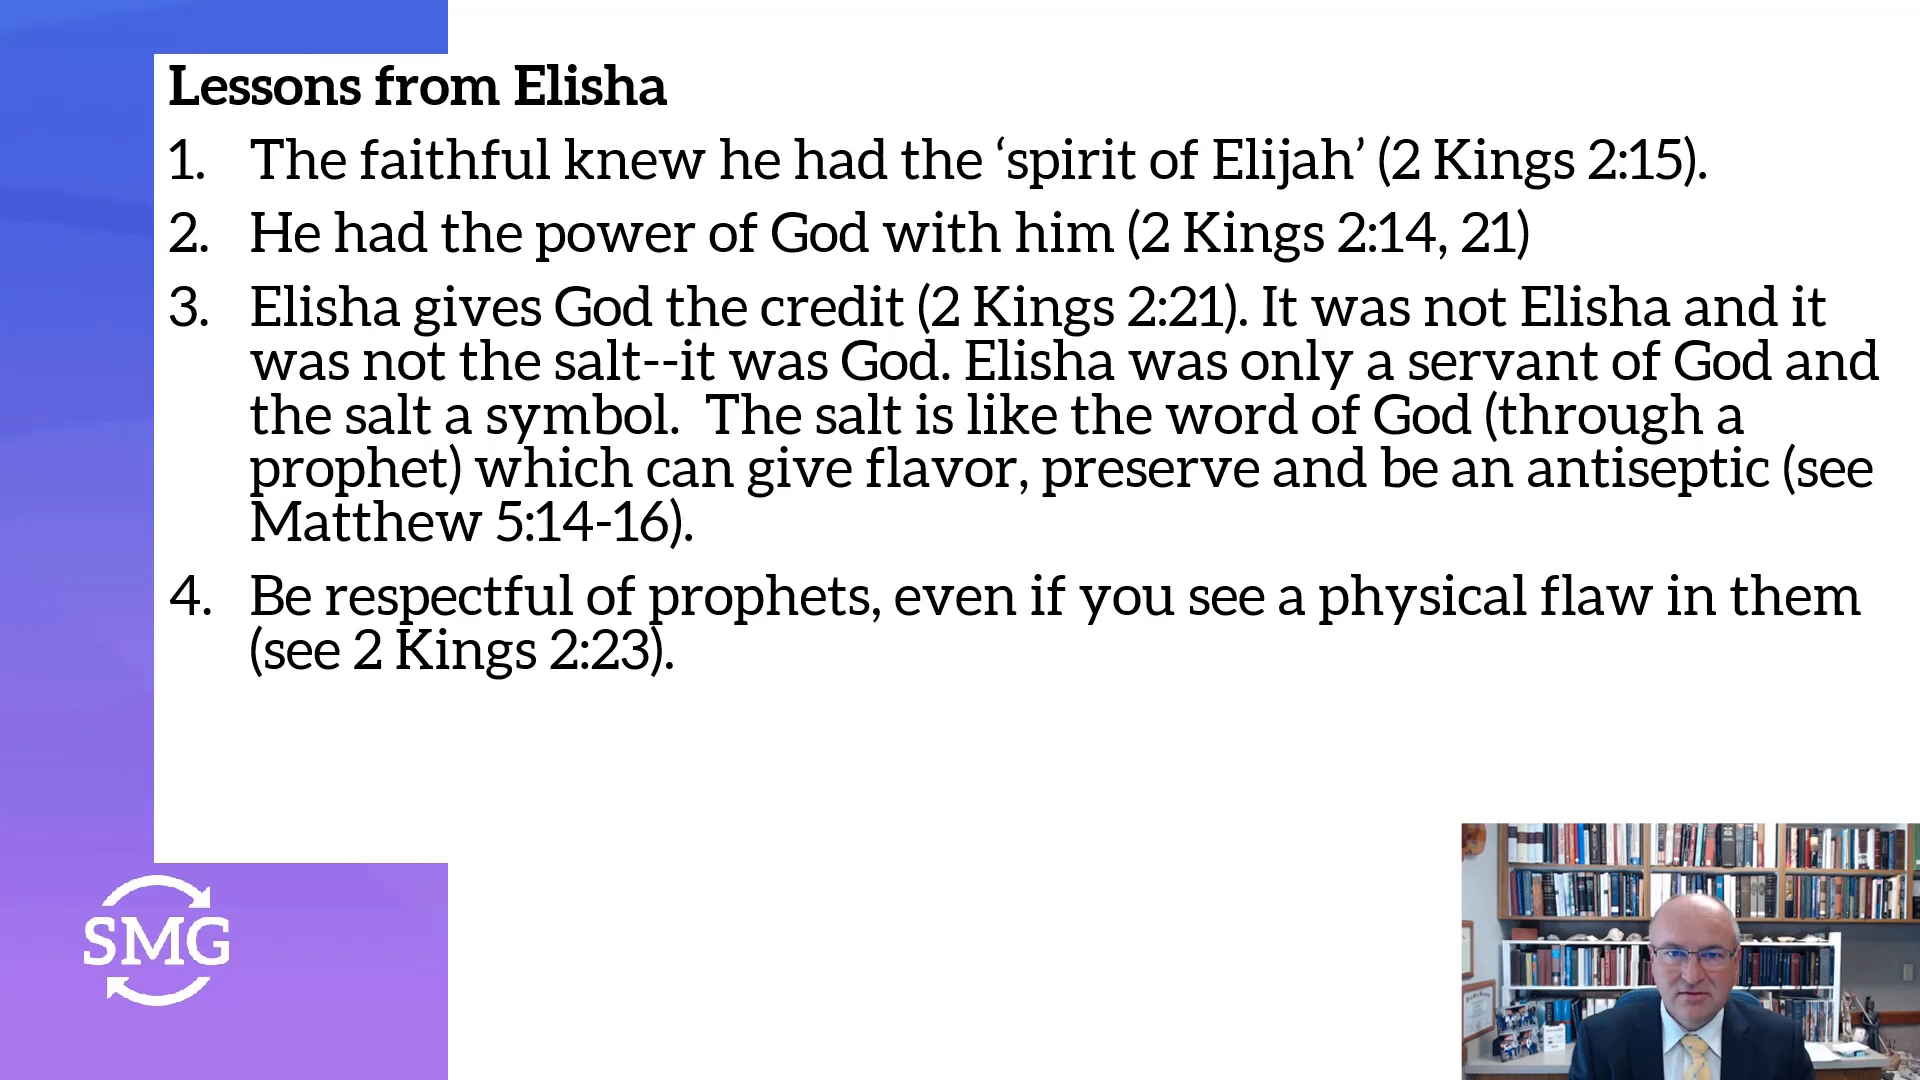 Lessons from Elisha
1. The faithful knew he had the ‘spirit of Elijah’ (2 Kings 2:15).
2. He had the power of God with him (2 Kings 2:14, 21)
3. Elisha gives God the credit (2 Kings 2:21). It was not Elisha and it
was not the salt--it was God. Elisha was only a servant of God and
the salt a symbol.  The salt is like the word of God (through a
prophet) which can give flavor, preserve and be an antiseptic (see
Matthew 5:14-16).
4. Be respectful of prophets, even if you see a physical flaw in them
(see 2 Kings 2:23).
SMG